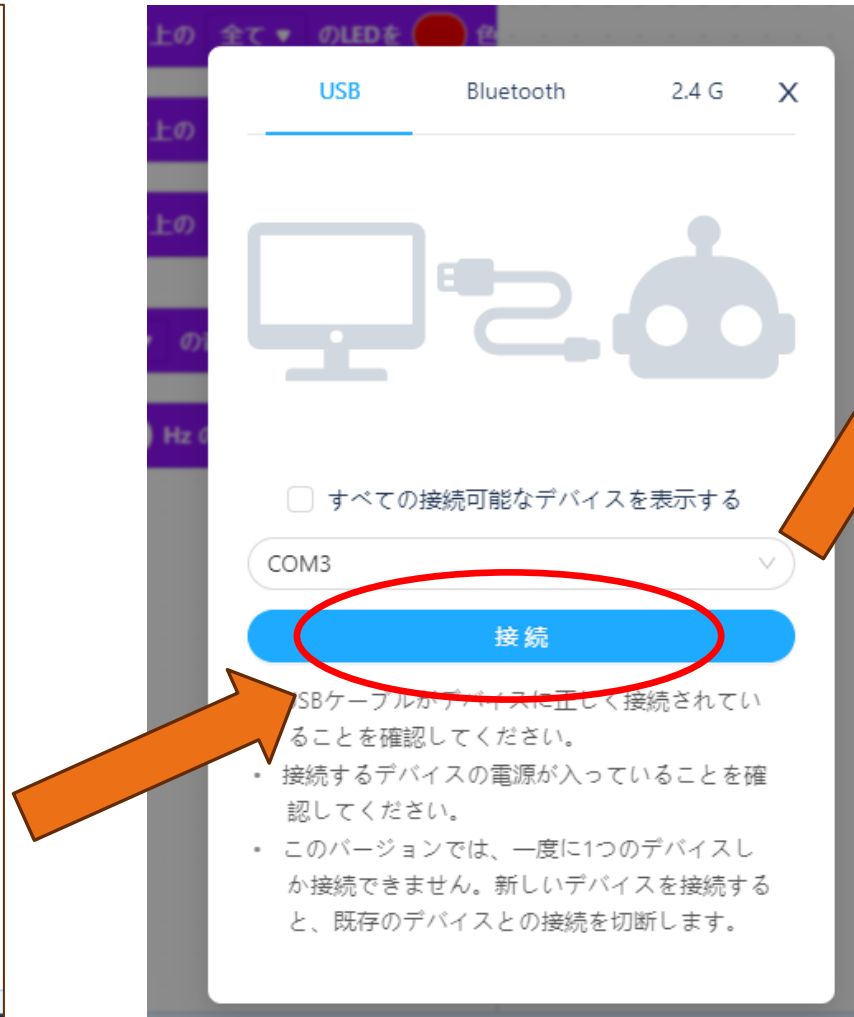 上の 全て▼ のLEDを 色
USB Bluetooth 2.4 G X
上の
上の
▼ の
Hz の
すべての接続可能なデバイスを表示する
COM3
接続
SBケーブルがデバイスに正しく接続されてい
ることを確認してください。
• 接続するデバイスの電源が入っていることを確
認してください。
• このバージョンでは、一度に1つのデバイスし
か接続できません。新しいデバイスを接続する
と、既存のデバイスとの接続を切断します。